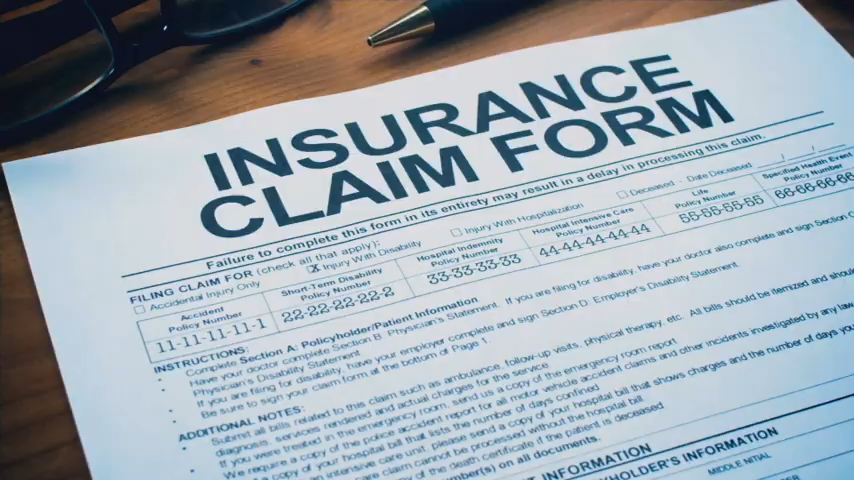 INSURANCE
CLAIM FORM
Failure to complete this form in its entirety may result in a delay in processing this claim.
FILING CLAIM FOR (check all that apply):
Accidental Injury Only
Injury With Disability
Injury With Hospitalization
Deceased - Date Deceased
Accident
Policy Number
11-11-11-11-1
Short-Term Disability
Policy Number
22-22-22-22-2
Hospital Indemnity
Policy Number
33-33-33-33
Hospital Intensive Care
Policy Number
44-44-44-44-44
Life
Policy Number
55-55-55-55
Specified Health Event
Policy Number
66-66-66-66
INSTRUCTIONS:
Complete Section A: Policyholder/Patient Information
Have your doctor complete Section B: Physician's Statement. If you are filing for disability, have your doctor also complete and sign Section C:
Physician's Disability Statement
If you are filing for disability, have your employer complete and sign Section D: Employer's Disability Statement.
Be sure to sign your claim form at the bottom of Page 1.
ADDITIONAL NOTES:
Submit all bills related to this claim such as ambulance, follow-up visits, physical therapy, etc. All bills should be itemized and should
diagnosis, services rendered and actual charges for the service
If you were treated in the emergency room, send us a copy of the emergency room report
We require a copy of the police accident report for all motor vehicle accident claims and other incidents investigated by any law
a copy of your hospital bill that lists the number of days confined
an intensive care unit, please send a copy of your hospital bill that shows charges and the number of days you
care claim cannot be processed without the hospital bill
of the death certificate if the patient is deceased
number(s) on all documents.
INFORMATION
HOLDER'S INFORMATION
MIDDLE INITIAL